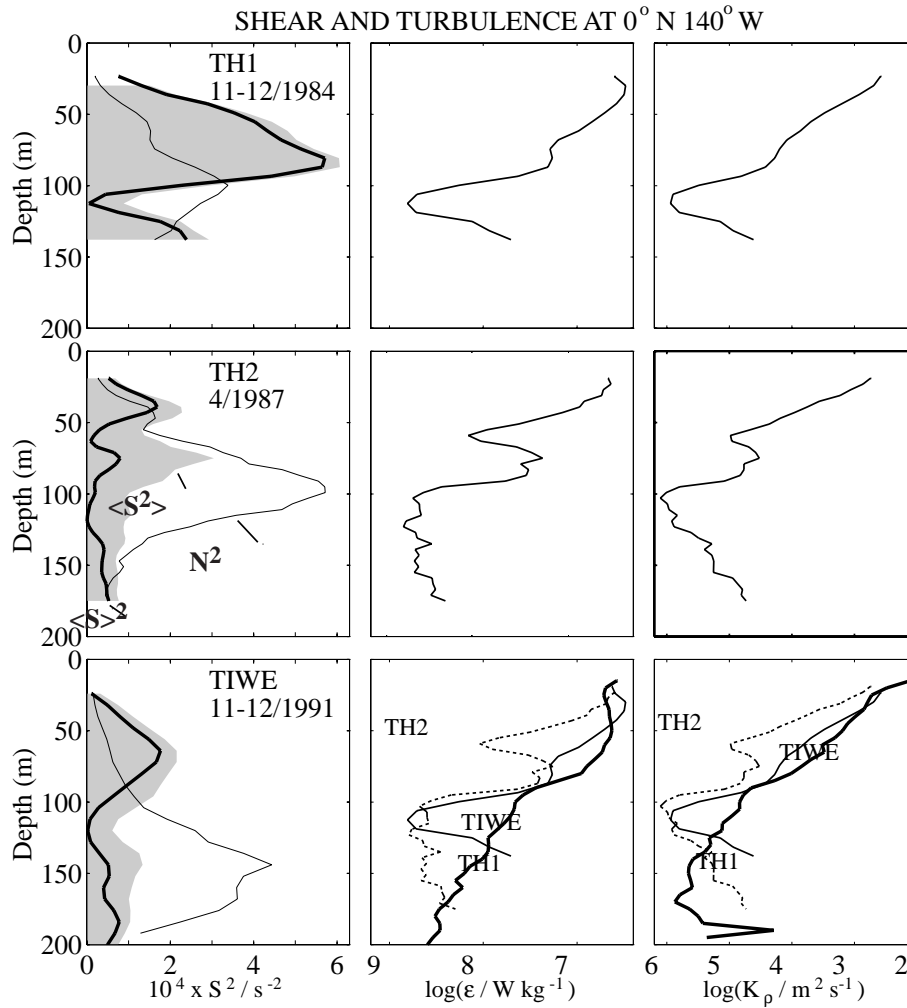 SHEAR AND TURBULENCE AT 0° N 140° W
0
50
100
150
200
Depth (m)
TH1
11-12/1984
0
50
100
150
200
Depth (m)
TH2
4/1987
<S²>
N²
<S>²
0
50
100
150
200
Depth (m)
TIWE
11-12/1991
TH2
TIWE
TH1
TH2
TIWE
TH1
0 2 4 6
10⁴ x S² / s⁻²
9 8 7
log(ε / W kg⁻¹)
6 5 4 3 2
log(Kρ / m² s⁻¹)